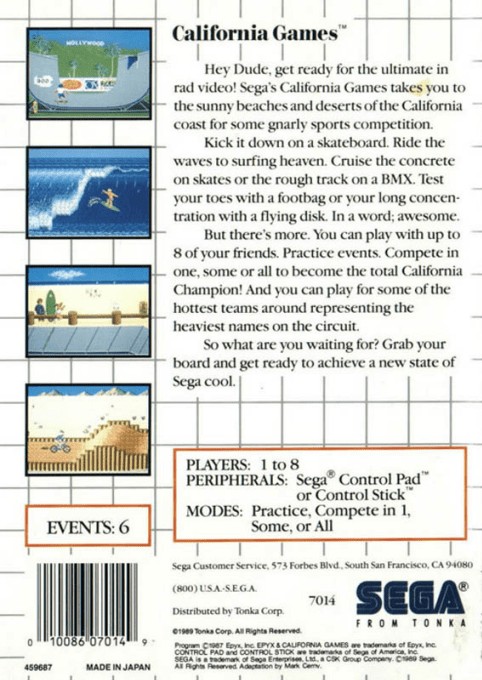 California Games™
Hey Dude, get ready for the ultimate in
rad video! Sega's California Games takes you to
the sunny beaches and deserts of the California
coast for some gnarly sports competition.
Kick it down on a skateboard. Ride the
waves to surfing heaven. Cruise the concrete
on skates or the rough track on a BMX. Test
your toes with a footbag or your long concen-
tration with a flying disk. In a word; awesome.
But there's more. You can play with up to
8 of your friends. Practice events. Compete in
one, some or all to become the total California
Champion! And you can play for some of the
hottest teams around representing the
heaviest names on the circuit.
So what are you waiting for? Grab your
board and get ready to achieve a new state of
Sega cool.
HOLLYWOOD
EVENTS: 6
PLAYERS: 1 to 8
PERIPHERALS: Sega® Control Pad™
or Control Stick™
MODES: Practice, Compete in 1,
Some, or All
Sega Customer Service, 573 Forbes Blvd., South San Francisco, CA 94080
(800) U.S.A.-S.E.G.A.
7014
Distributed by Tonka Corp.
SEGA®
FROM TONKA
©1989 Tonka Corp. All Rights Reserved.
Program ©1987 Epyx, Inc. EPYX & CALIFORNIA GAMES are trademarks of Epyx, Inc.
CONTROL PAD and CONTROL STICK are trademarks of Sega of America, Inc.
SEGA is a trademark of Sega Enterprises, Ltd., a CSK Group Company. ©1989 Sega.
All Rights Reserved. Adaptation by Mark Cerny.
0 10086 07014 9
459687
MADE IN JAPAN